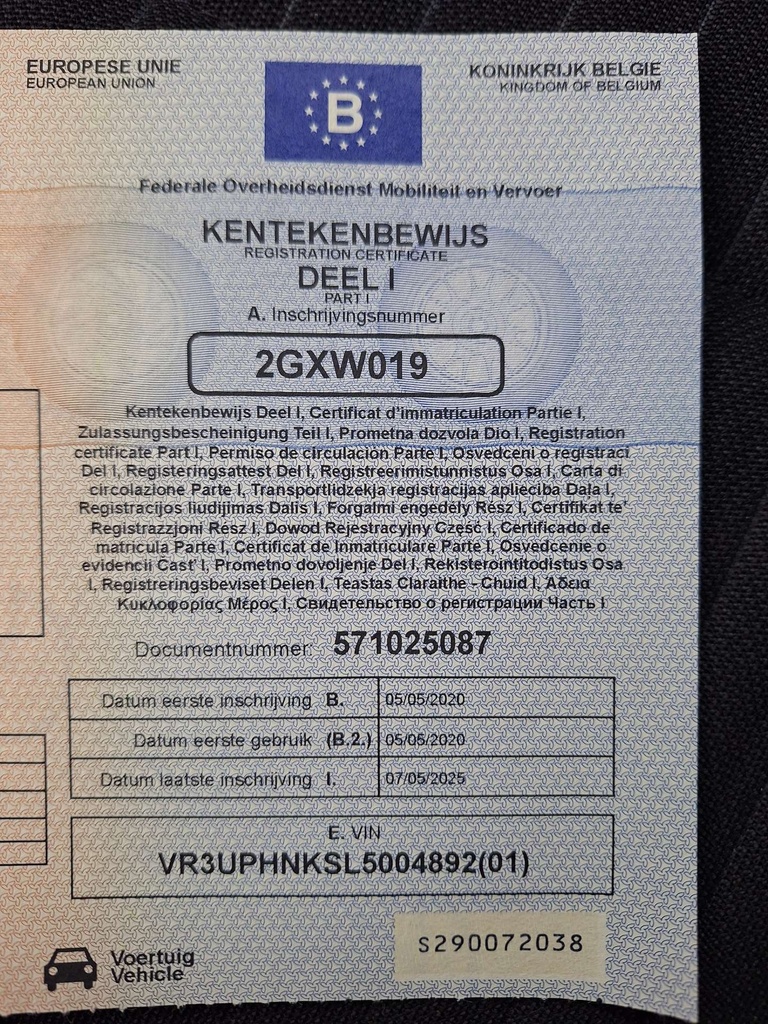 EUROPESE UNIE
EUROPEAN UNION
B
KONINKRIJK BELGIE
KINGDOM OF BELGIUM
Federale Overheidsdienst Mobiliteit en Vervoer
KENTEKENBEWIJS
REGISTRATION CERTIFICATE
DEEL I
PART I
A. Inschrijvingsnummer
2GXW019
Kentekenbewijs Deel I, Certificat d'immatriculation Partie I,
Zulassungsbescheinigung Teil I, Prometna dozvola Dio I, Registration
certificate Part I, Permiso de circulación Parte I, Osvedceni o registraci
Del I, Registeringsattest Del I, Registreerimistunnistus Osa I, Carta di
circolazione Parte I, Transportlidzekja registracijas aplieciba Daļa I,
Registracijos liudijimas Dalis I, Forgalmi engedély Rész I, Certifikat te'
Registrazzjoni Rész I, Dowod Rejestracyjny Część I, Certificado de
matricula Parte I, Certificat de Inmatriculare Parte I, Osvedcenie o
evidencii Cast' I, Prometno dovoljenje Del I, Rekisterointitodistus Osa
I, Registreringsbeviset Delen I, Teastas Claraithe - Chuid I, Άδεια
Κυκλοφορίας Μέρος I, Свидетельство о регистрации Часть I
Documentnummer: 571025087
Datum eerste inschrijving B. 05/05/2020
Datum eerste gebruik (B.2.) 05/05/2020
Datum laatste inschrijving I. 07/05/2025
E. VIN
VR3UPHNKSL5004892(01)
S290072038
Voertuig
Vehicle